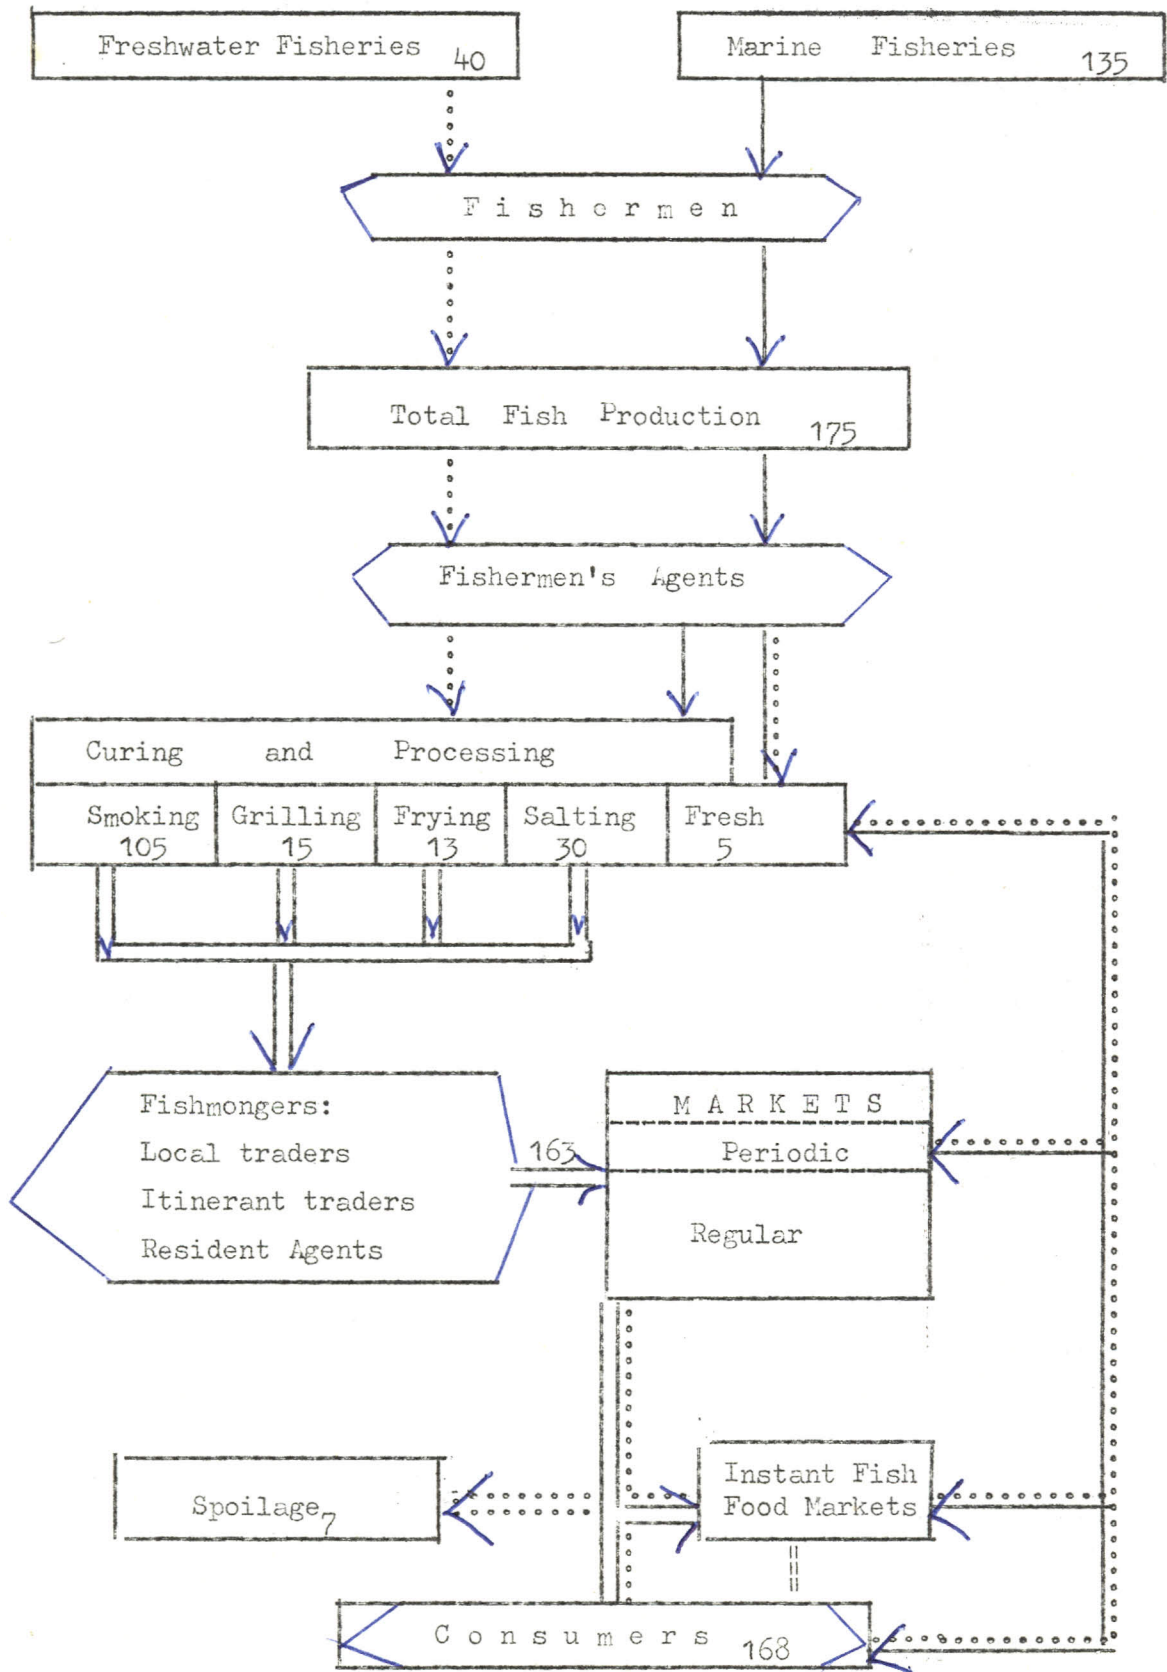 Freshwater Fisheries 40
Marine Fisheries 135
Fishermen
Total Fish Production 175
Fishermen's Agents
Curing and Processing
Smoking Grilling Frying Salting Fresh
105 15 13 30 5
Fishmongers:
Local traders
Itinerant traders
Resident Agents
163
MARKETS
Periodic
Regular
Spoilage 7
Instant Fish
Food Markets
Consumers 168